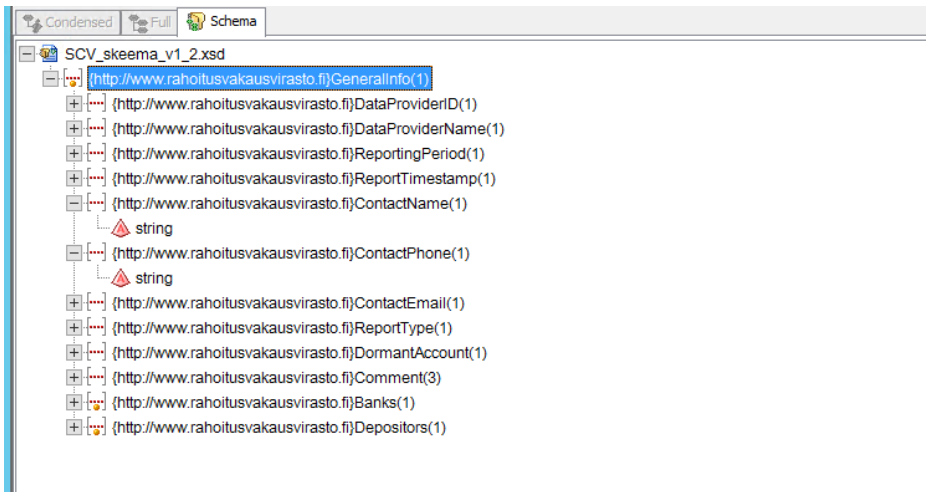 Condensed Full Schema
SCV_skeema_v1_2.xsd
{http://www.rahoitusvakausvirasto.fi}GeneralInfo(1)
{http://www.rahoitusvakausvirasto.fi}DataProviderID(1)
{http://www.rahoitusvakausvirasto.fi}DataProviderName(1)
{http://www.rahoitusvakausvirasto.fi}ReportingPeriod(1)
{http://www.rahoitusvakausvirasto.fi}ReportTimestamp(1)
{http://www.rahoitusvakausvirasto.fi}ContactName(1)
string
{http://www.rahoitusvakausvirasto.fi}ContactPhone(1)
string
{http://www.rahoitusvakausvirasto.fi}ContactEmail(1)
{http://www.rahoitusvakausvirasto.fi}ReportType(1)
{http://www.rahoitusvakausvirasto.fi}DormantAccount(1)
{http://www.rahoitusvakausvirasto.fi}Comment(3)
{http://www.rahoitusvakausvirasto.fi}Banks(1)
{http://www.rahoitusvakausvirasto.fi}Depositors(1)